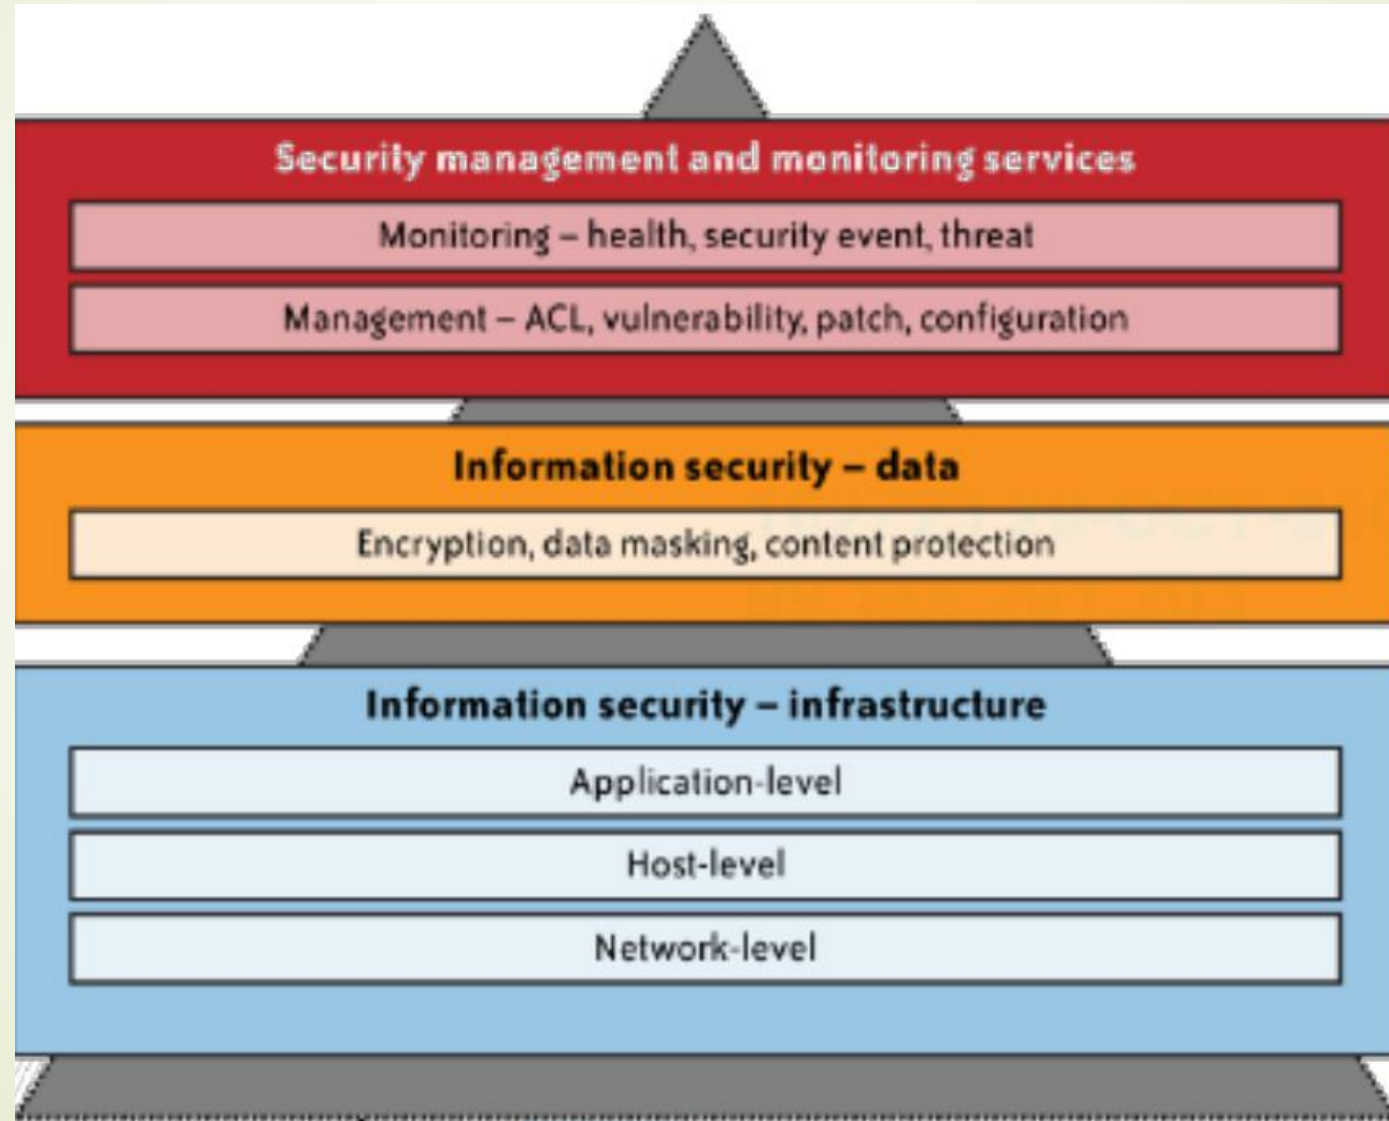 Security management and monitoring services
Monitoring – health, security event, threat
Management – ACL, vulnerability, patch, configuration
Information security – data
Encryption, data masking, content protection
Information security – infrastructure
Application-level
Host-level
Network-level